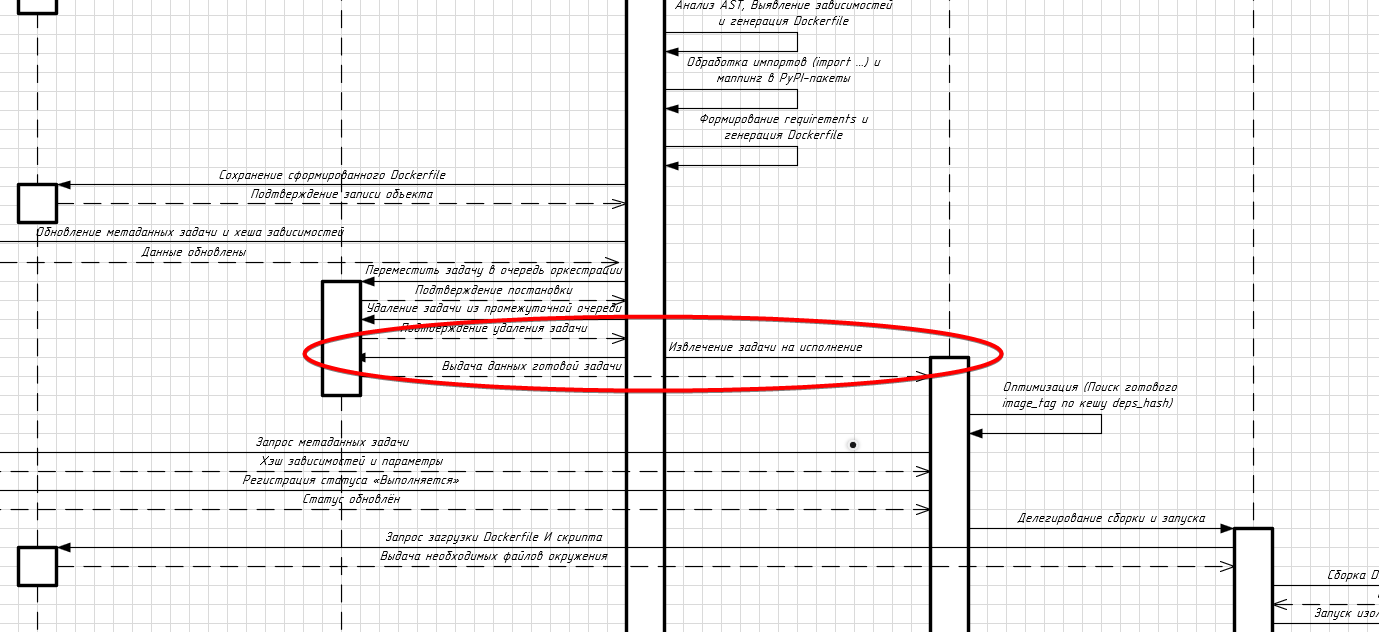 Анализ AST, Выявление зависимостей
и генерация Dockerfile
Обработка импортов (import ...) и
маппинг в PyPI-пакеты
Формирование requirements и
генерация Dockerfile
Сохранение сформированного Dockerfile
Подтверждение записи объекта
Обновление метаданных задачи и хеша зависимостей
Данные обновлены
Переместить задачу в очередь оркестрации
Подтверждение постановки
Удаление задачи из промежуточной очереди
Подтверждение удаления задачи
Извлечение задачи на исполнение
Выдача данных готовой задачи
Оптимизация (Поиск готового
image_tag по кешу deps_hash)
Запрос метаданных задачи
Хэш зависимостей и параметры
Регистрация статуса «Выполняется»
Статус обновлён
Делегирование сборки и запуска
Запрос загрузки Dockerfile И скрипта
Выдача необходимых файлов окружения
Сборка D
Запуск изол